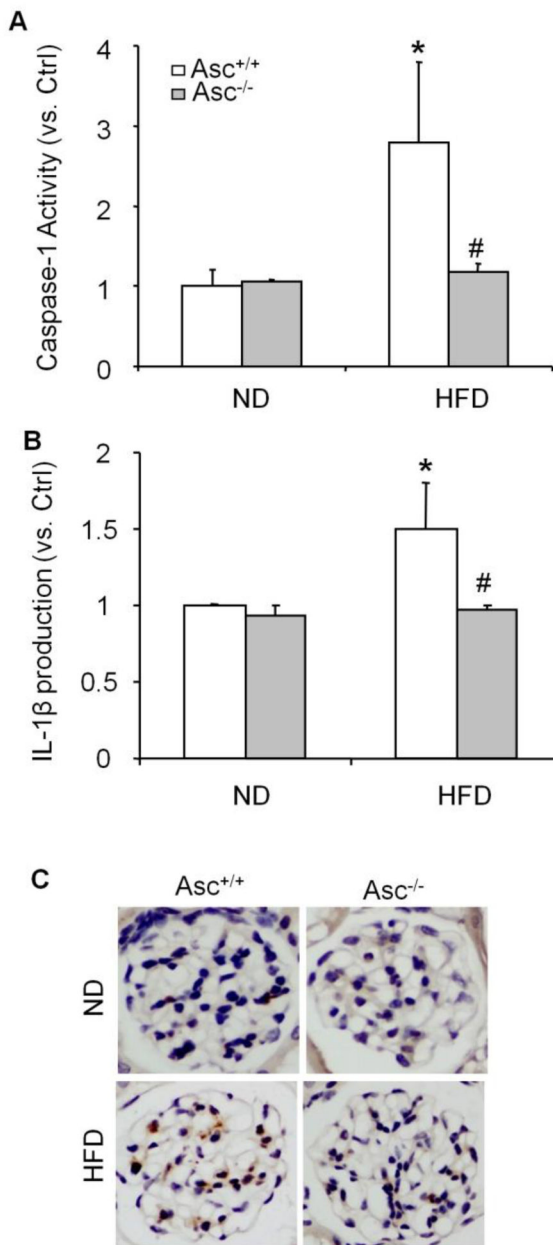 A
Caspase-1 Activity (vs. Ctrl)
4
3
2
1
0
Asc+/+
Asc-/-
*
#
ND
HFD
B
IL-1β production (vs. Ctrl)
2
1.5
1
0.5
0
*
#
ND
HFD
C
Asc+/+
Asc-/-
ND
HFD